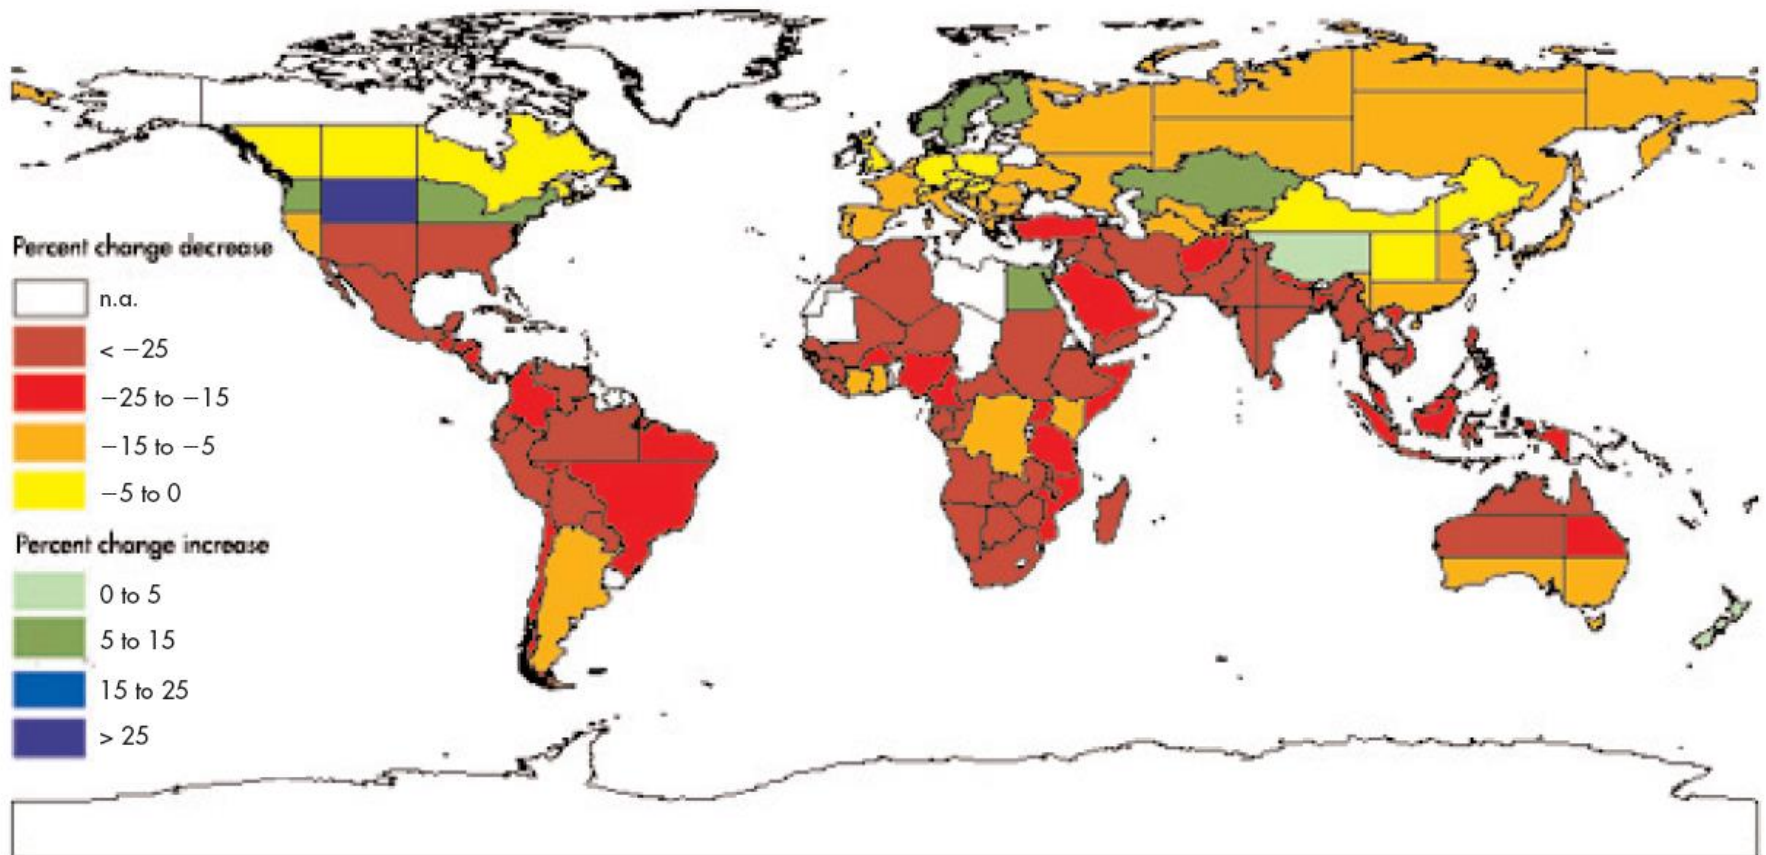 Percent change decrease
n.a.
< −25
−25 to −15
−15 to −5
−5 to 0
Percent change increase
0 to 5
5 to 15
15 to 25
> 25